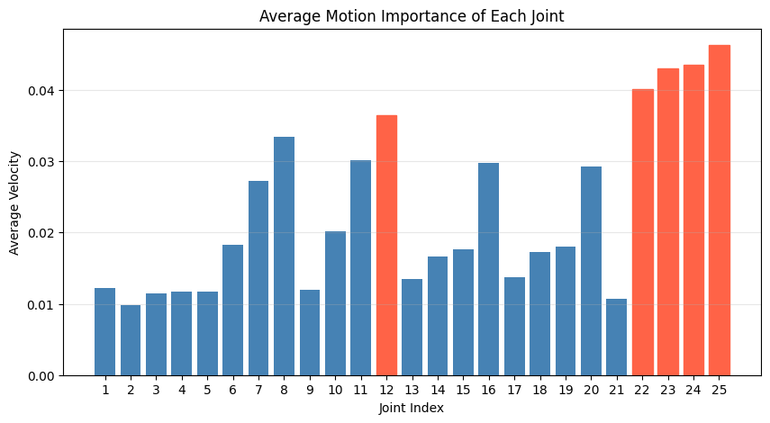 Average Motion Importance of Each Joint
Average Velocity
0.04
0.03
0.02
0.01
0.00
1 2 3 4 5 6 7 8 9 10 11 12 13 14 15 16 17 18 19 20 21 22 23 24 25
Joint Index